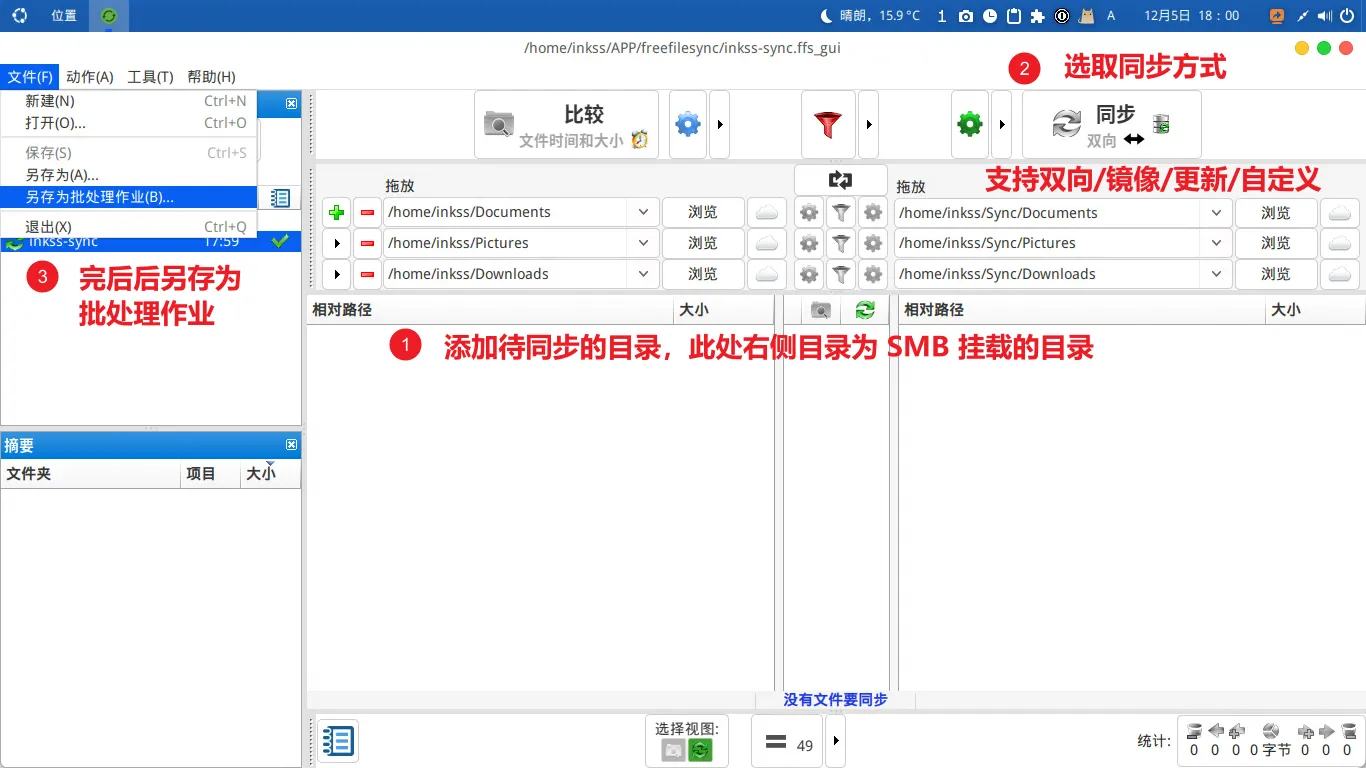 位置
晴朗, 15.9 °C
1
A
12月5日 18：00
/home/inkss/APP/freefilesync/inkss-sync.ffs_gui
2 选取同步方式
文件(F) 动作(A) 工具(T) 帮助(H)
新建(N) Ctrl+N
打开(O)... Ctrl+O
保存(S) Ctrl+S
另存为(A)...
另存为批处理作业(B)...
退出(X) Ctrl+Q
inkss-sync 17:59
3 完后后另存为
批处理作业
比较
文件时间和大小
同步
双向
支持双向/镜像/更新/自定义
拖放
拖放
/home/inkss/Documents 浏览 /home/inkss/Sync/Documents 浏览
/home/inkss/Pictures 浏览 /home/inkss/Sync/Pictures 浏览
/home/inkss/Downloads 浏览 /home/inkss/Sync/Downloads 浏览
相对路径 大小 相对路径 大小
1 添加待同步的目录，此处右侧目录为 SMB 挂载的目录
摘要
文件夹 项目 大小
没有文件要同步
选择视图:
49
统计:
0 0 0 0 字节 0 0 0